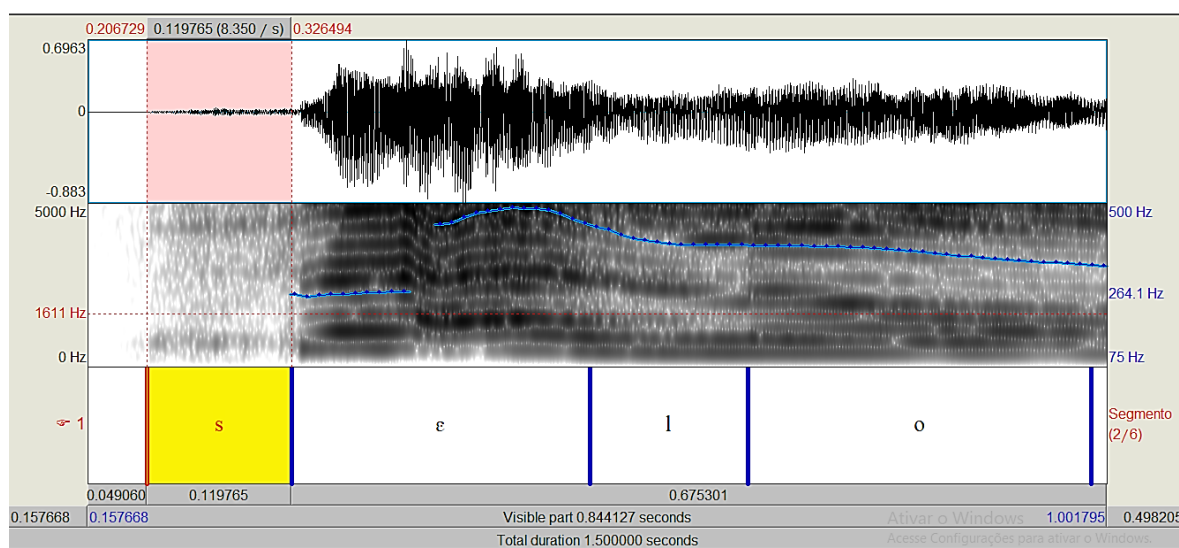 0.206729 0.119765 (8.350 / s) 0.326494
0.6963
0
-0.883
5000 Hz 500 Hz
264.1 Hz
1611 Hz
0 Hz 75 Hz
☞ 1 s ɛ l o Segmento
(2/6)
0.049060 0.119765 0.675301
0.157668 0.157668 Visible part 0.844127 seconds 1.001795 0.498205
Ativar o Windows
Total duration 1.500000 seconds
Acesse Configurações para ativar o Windows.